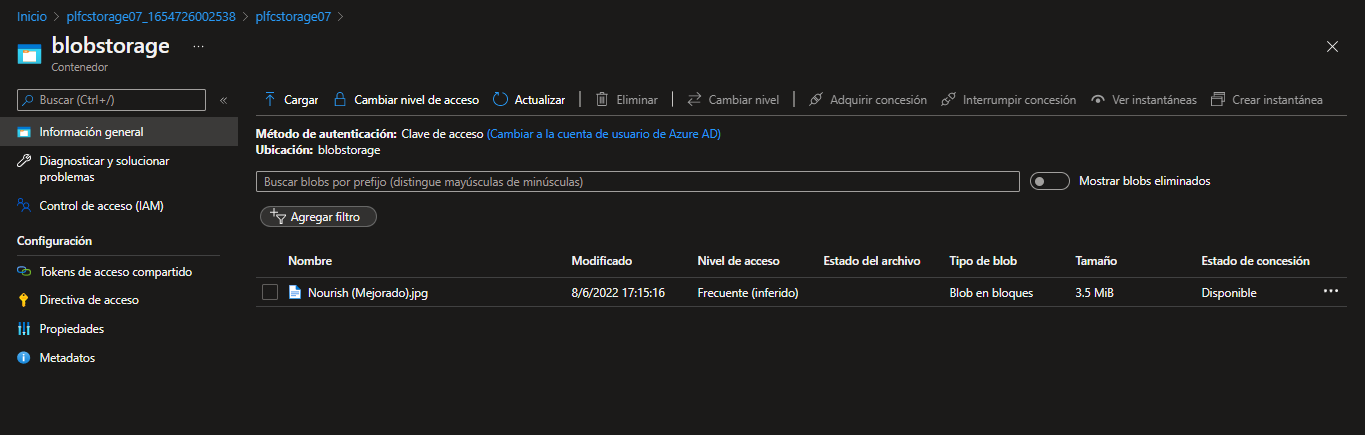 Inicio > plfcstorage07_1654726002538 > plfcstorage07 >
blobstorage ...
Contenedor
Buscar (Ctrl+/) «
Información general
Diagnosticar y solucionar
problemas
Control de acceso (IAM)
Configuración
Tokens de acceso compartido
Directiva de acceso
Propiedades
Metadatos
Cargar Cambiar nivel de acceso Actualizar Eliminar Cambiar nivel Adquirir concesión Interrumpir concesión Ver instantáneas Crear instantánea
Método de autenticación: Clave de acceso (Cambiar a la cuenta de usuario de Azure AD)
Ubicación: blobstorage
Buscar blobs por prefijo (distingue mayúsculas de minúsculas) Mostrar blobs eliminados
Agregar filtro
Nombre Modificado Nivel de acceso Estado del archivo Tipo de blob Tamaño Estado de concesión
Nourish (Mejorado).jpg 8/6/2022 17:15:16 Frecuente (inferido) Blob en bloques 3.5 MiB Disponible ...